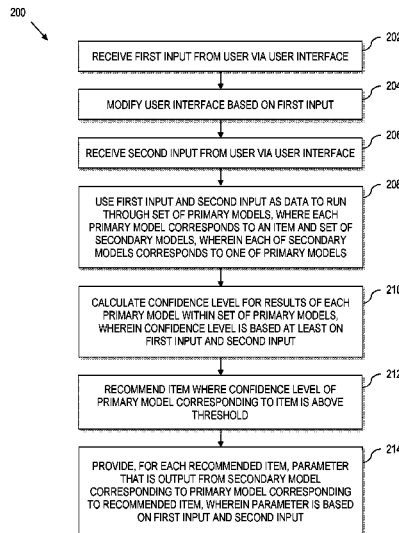 200
RECEIVE FIRST INPUT FROM USER VIA USER INTERFACE
202
MODIFY USER INTERFACE BASED ON FIRST INPUT
204
RECEIVE SECOND INPUT FROM USER VIA USER INTERFACE
206
USE FIRST INPUT AND SECOND INPUT AS DATA TO RUN
THROUGH SET OF PRIMARY MODELS, WHERE EACH
PRIMARY MODEL CORRESPONDS TO AN ITEM AND SET OF
SECONDARY MODELS, WHEREIN EACH OF SECONDARY
MODELS CORRESPONDS TO ONE OF PRIMARY MODELS
208
CALCULATE CONFIDENCE LEVEL FOR RESULTS OF EACH
PRIMARY MODEL WITHIN SET OF PRIMARY MODELS,
WHEREIN CONFIDENCE LEVEL IS BASED AT LEAST ON
FIRST INPUT AND SECOND INPUT
210
RECOMMEND ITEM WHERE CONFIDENCE LEVEL OF
PRIMARY MODEL CORRESPONDING TO ITEM IS ABOVE
THRESHOLD
212
PROVIDE, FOR EACH RECOMMENDED ITEM, PARAMETER
THAT IS OUTPUT FROM SECONDARY MODEL
CORRESPONDING TO PRIMARY MODEL CORRESPONDING
TO RECOMMENDED ITEM, WHEREIN PARAMETER IS BASED
ON FIRST INPUT AND SECOND INPUT
214